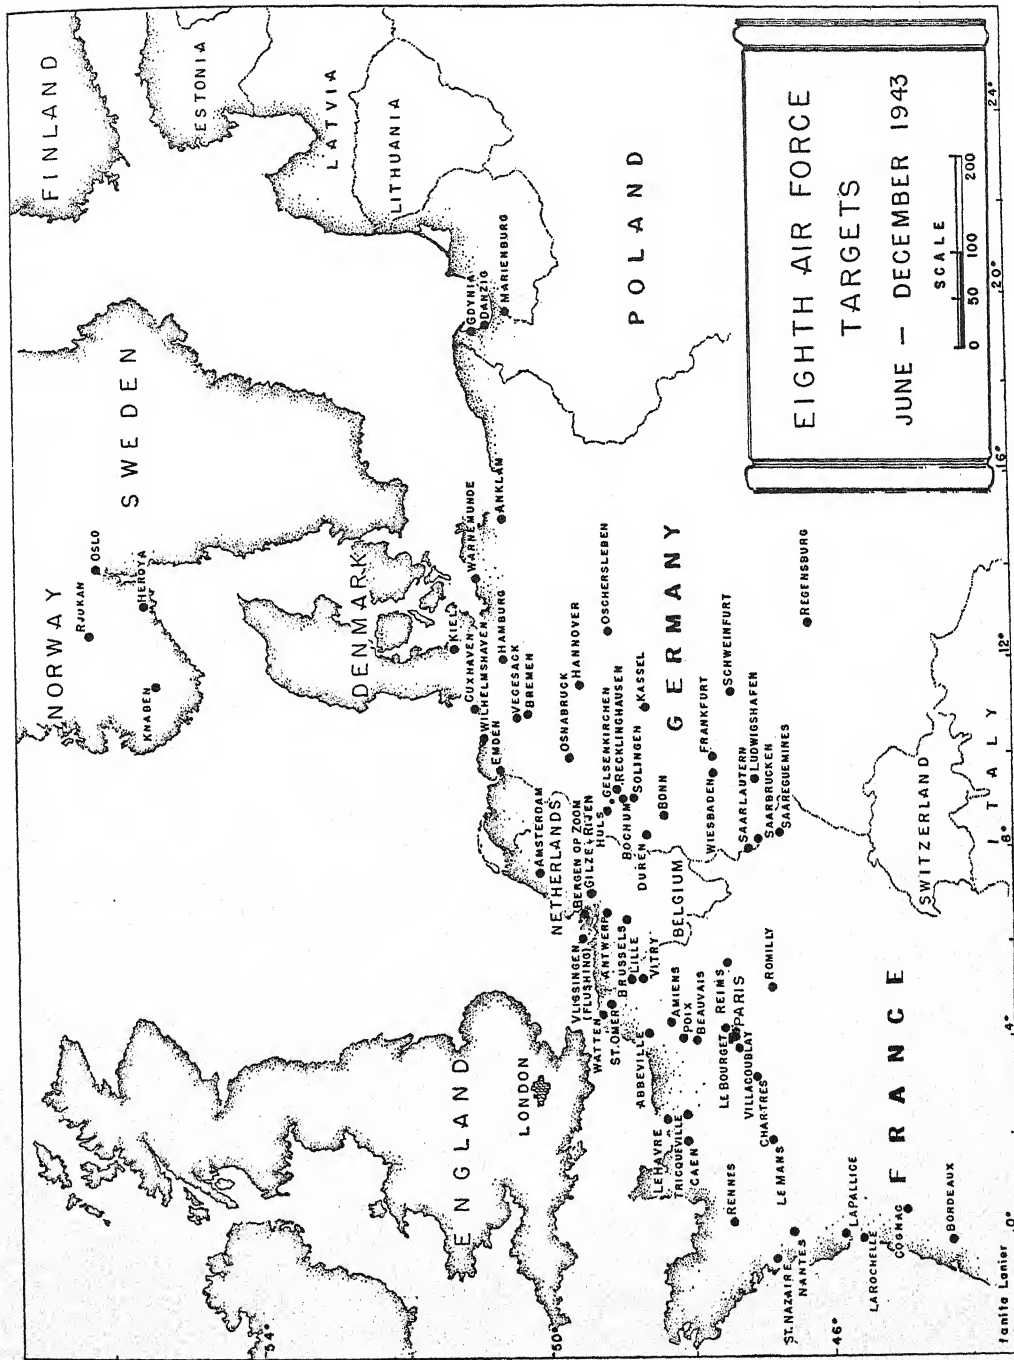 EIGHTH AIR FORCE
TARGETS
JUNE – DECEMBER 1943
SCALE
0 50 100 200
FINLAND
ESTONIA
LATVIA
LITHUANIA
NORWAY
RJUKAN
OSLO
HEROYA
KNABEN
SWEDEN
DENMARK
GDYNIA
DANZIG
MARIENBURG
POLAND
KIEL
WARNEMUNDE
ANKLAM
CUXHAVEN
WILHELMSHAVEN
HAMBURG
EMDEN
VEGESACK
BREMEN
OSNABRUCK
HANNOVER
OSCHERSLEBEN
GERMANY
AMSTERDAM
NETHERLANDS
BERGEN OP ZOOM
GILZE-RIJEN
HULS
GELSENKIRCHEN
RECKLINGHAUSEN
BOCHUM
SOLINGEN
KASSEL
DUREN
BONN
WIESBADEN
FRANKFURT
SCHWEINFURT
REGENSBURG
SAARLAUTERN
LUDWIGSHAFEN
SAARBRUCKEN
SAAREGUEMINES
BELGIUM
VLISSINGEN
(FLUSHING)
ANTWERP
BRUSSELS
WATTEN
ST. OMER
LILLE
VITRY
ENGLAND
LONDON
ABBEVILLE
AMIENS
POIX
BEAUVAIS
LE BOURGET
REIMS
PARIS
VILLACOUBLAY
ROMILLY
CHARTRES
LE HAVRE
TRICQUEVILLE
CAEN
RENNES
LE MANS
ST. NAZAIRE
NANTES
LAPALLICE
LAROCHELLE
COGNAC
BORDEAUX
FRANCE
SWITZERLAND
ITALY
54°
50°
46°
0°
4°
8°
12°
16°
20°
24°
Tanita Lanier